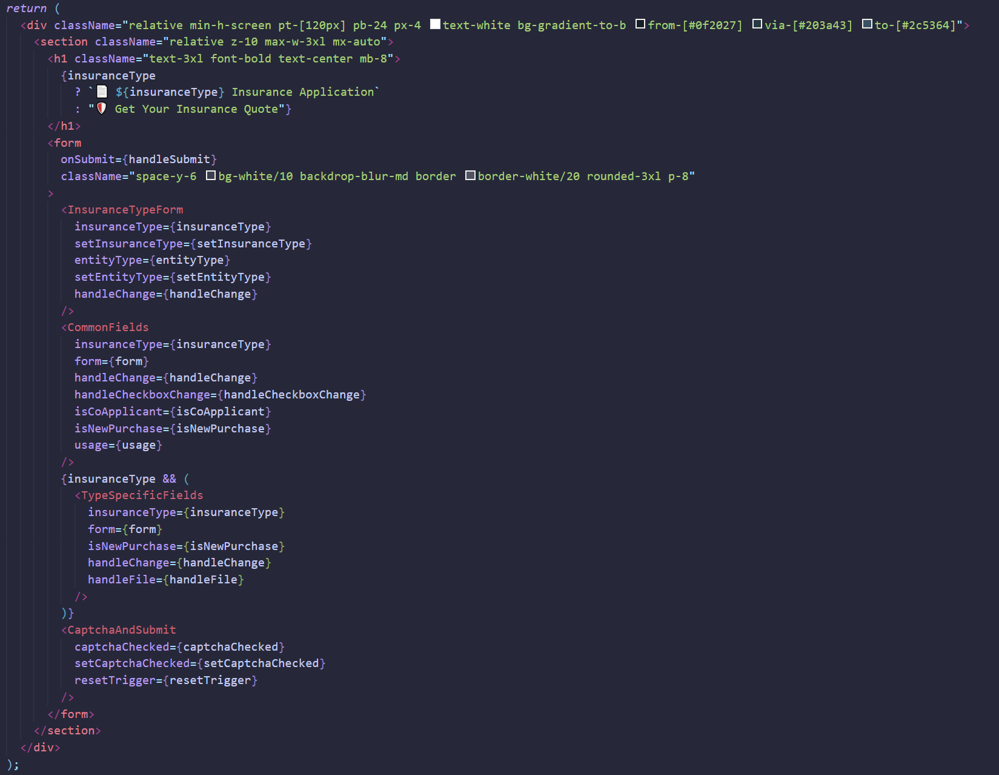 return (
<div className="relative min-h-screen pt-[120px] pb-24 px-4 text-white bg-gradient-to-b from-[#0f2027] via-[#203a43] to-[#2c5364]">
<section className="relative z-10 max-w-3xl mx-auto">
<h1 className="text-3xl font-bold text-center mb-8">
{insuranceType
? `📄 ${insuranceType} Insurance Application`
: "🛡️ Get Your Insurance Quote"}
</h1>
<form
onSubmit={handleSubmit}
className="space-y-6 bg-white/10 backdrop-blur-md border border-white/20 rounded-3xl p-8"
>
<InsuranceTypeForm
insuranceType={insuranceType}
setInsuranceType={setInsuranceType}
entityType={entityType}
setEntityType={setEntityType}
handleChange={handleChange}
/>
<CommonFields
insuranceType={insuranceType}
form={form}
handleChange={handleChange}
handleCheckboxChange={handleCheckboxChange}
isCoApplicant={isCoApplicant}
isNewPurchase={isNewPurchase}
usage={usage}
/>
{insuranceType && (
<TypeSpecificFields
insuranceType={insuranceType}
form={form}
isNewPurchase={isNewPurchase}
handleChange={handleChange}
handleFile={handleFile}
/>
)}
<CaptchaAndSubmit
captchaChecked={captchaChecked}
setCaptchaChecked={setCaptchaChecked}
resetTrigger={resetTrigger}
/>
</form>
</section>
</div>
);